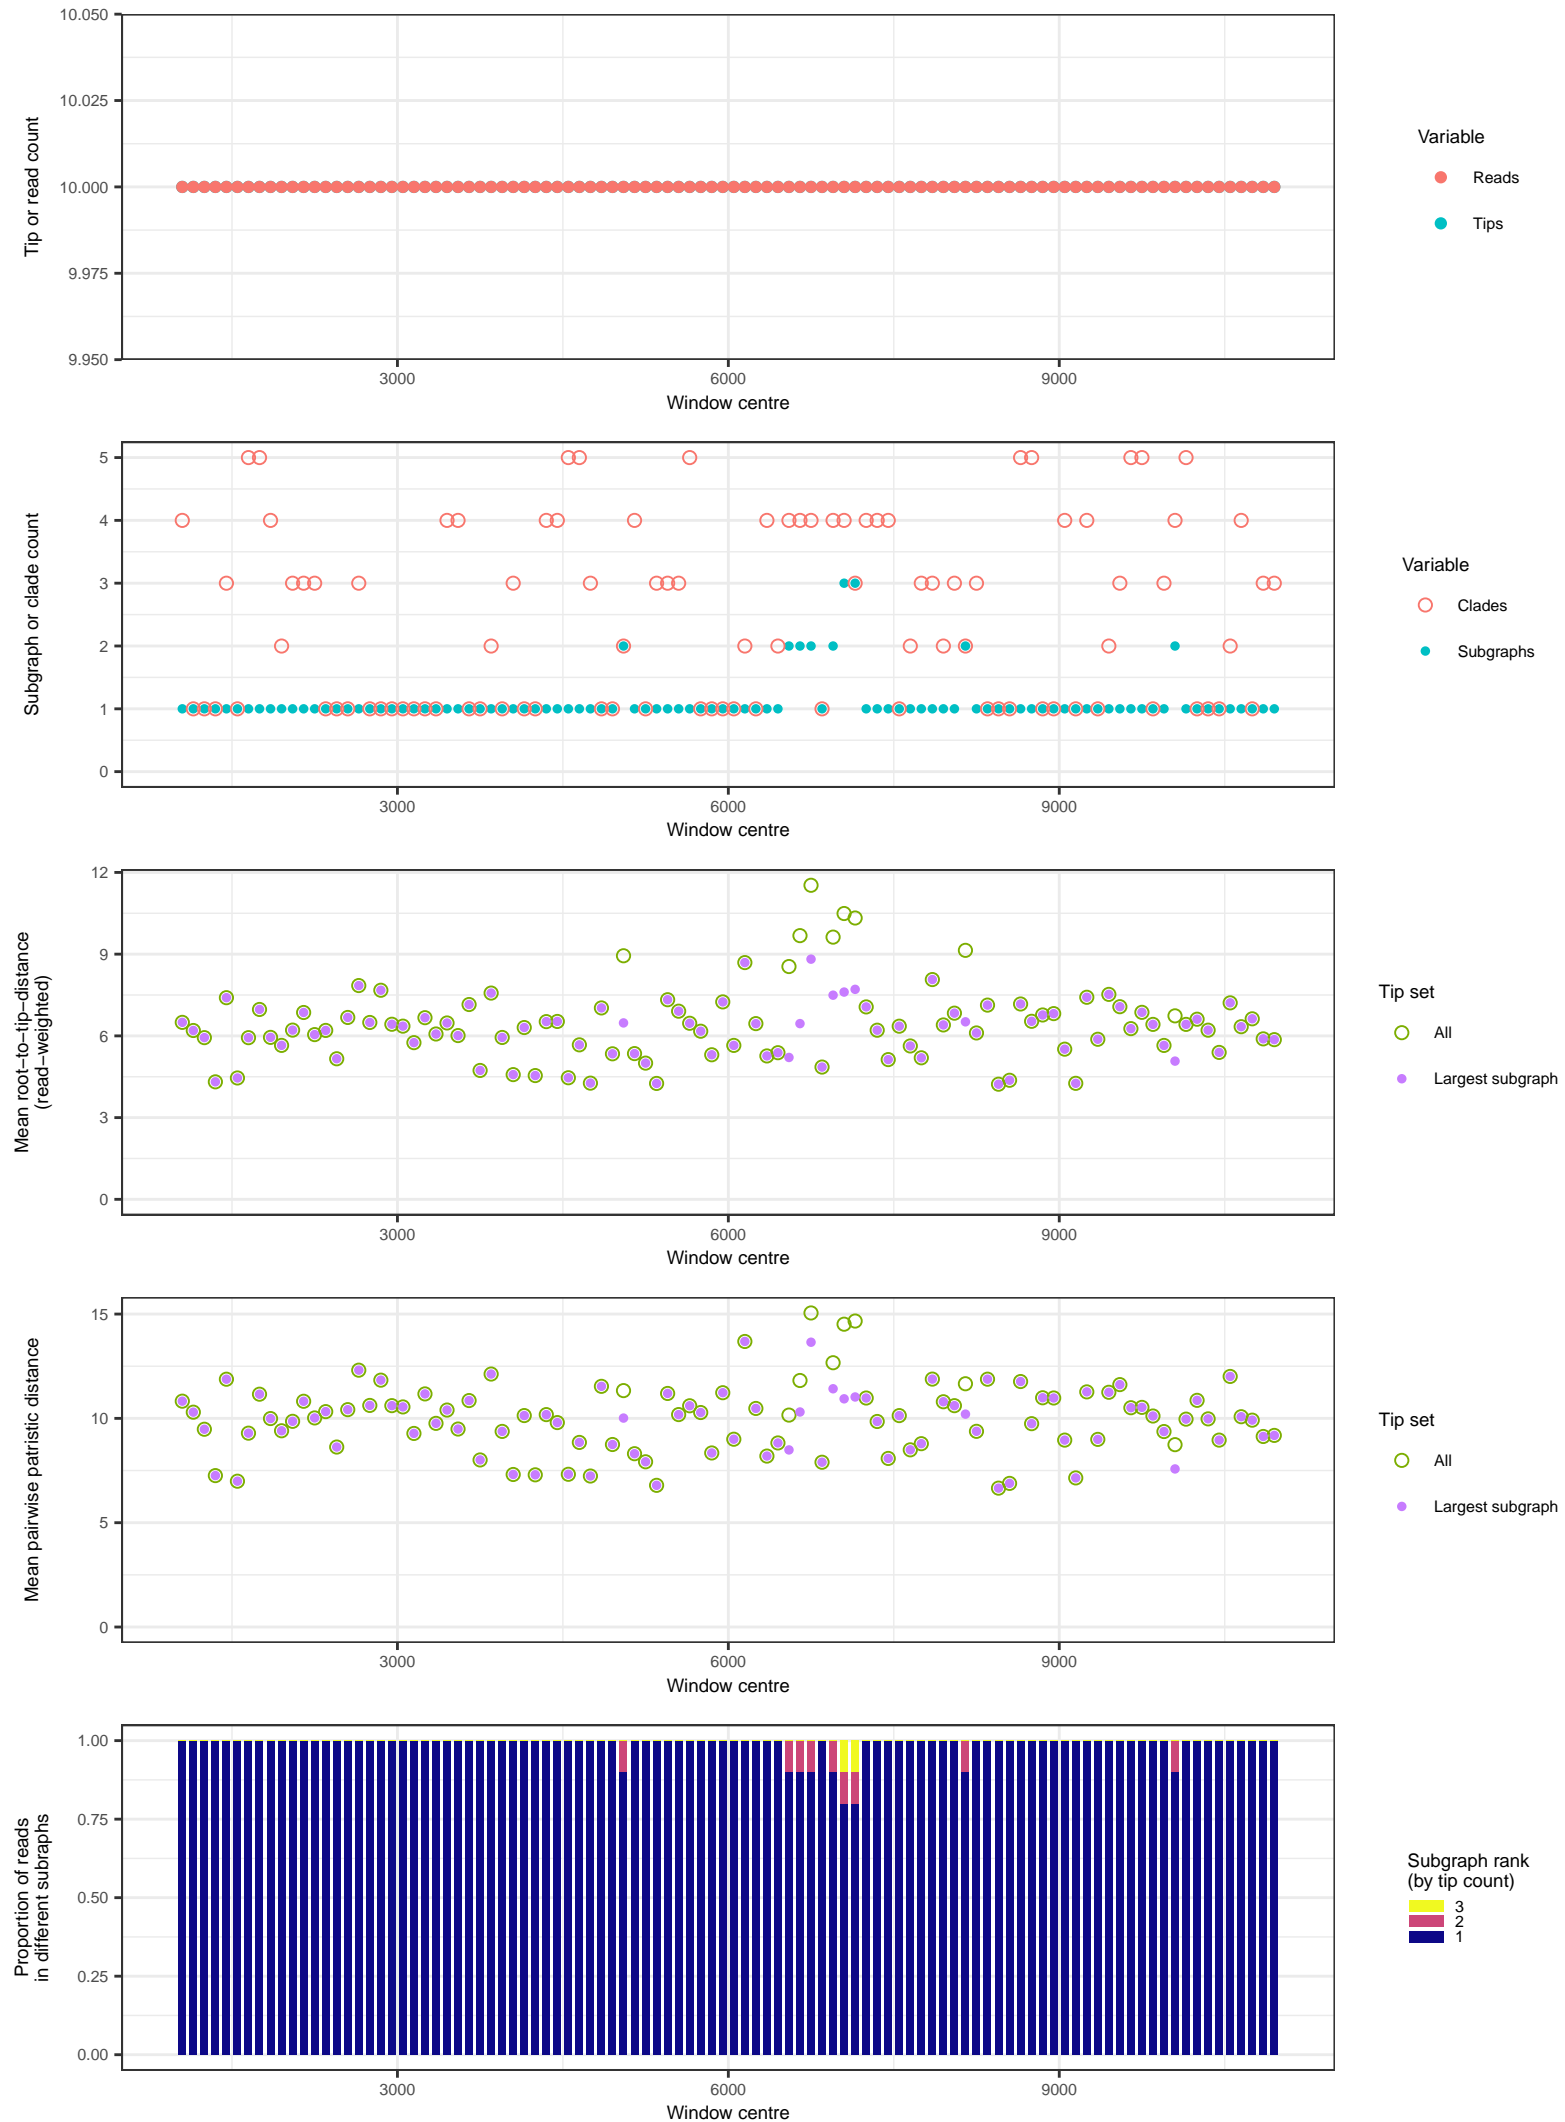 10.050
10.025
10.000
9.975
9.950
Tip or read count
3000 6000 9000
Window centre
Variable
Reads
Tips
5
4
3
2
1
0
Subgraph or clade count
3000 6000 9000
Window centre
Variable
Clades
Subgraphs
12
9
6
3
0
Mean root−to−tip−distance
(read−weighted)
3000 6000 9000
Window centre
Tip set
All
Largest subgraph
15
10
5
0
Mean pairwise patristic distance
3000 6000 9000
Window centre
Tip set
All
Largest subgraph
1.00
0.75
0.50
0.25
0.00
Proportion of reads
in different subraphs
3000 6000 9000
Window centre
Subgraph rank
(by tip count)
3
2
1